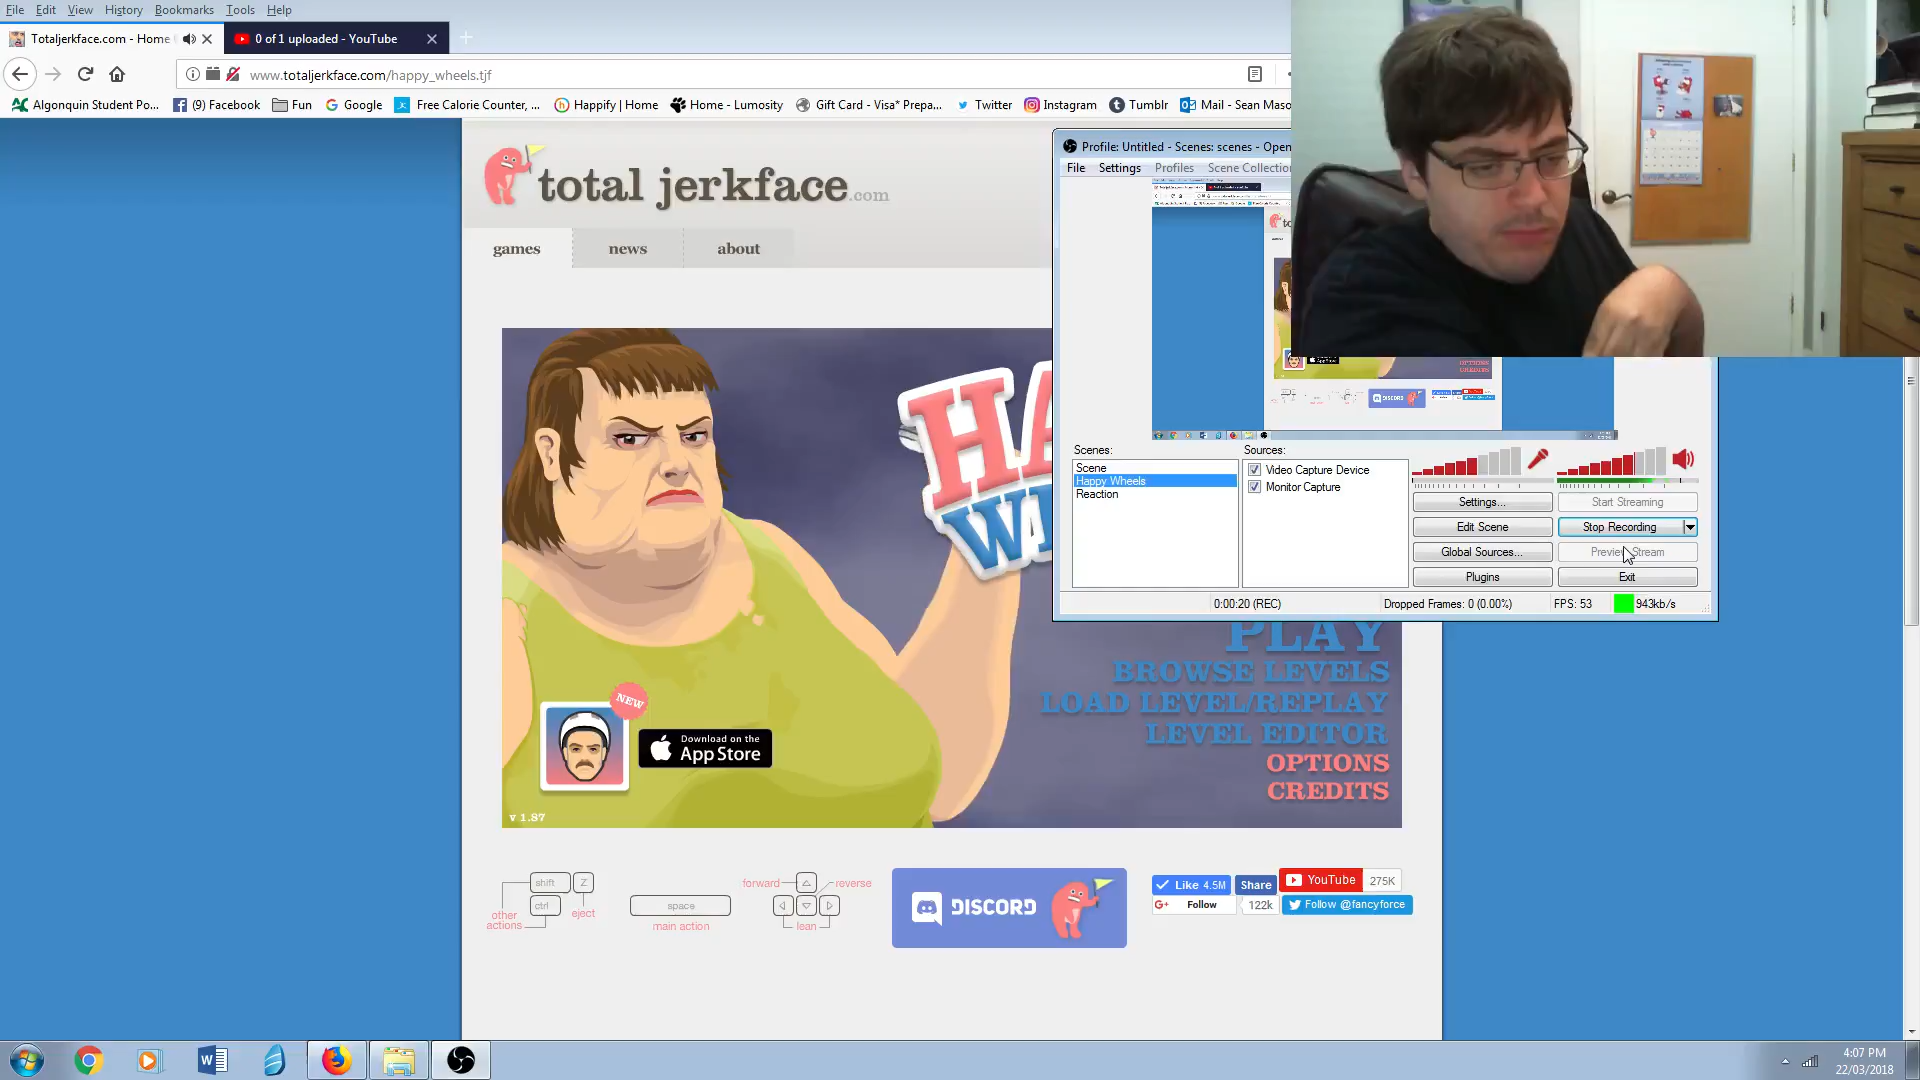 File Edit View History Bookmarks Tools Help
Totaljerkface.com - Home
0 of 1 uploaded - YouTube
www.totaljerkface.com/happy_wheels.tjf
Algonquin Student Po... (9) Facebook Fun Google Free Calorie Counter, ... Happify | Home Home - Lumosity Gift Card - Visa* Prepa... Twitter Instagram Tumblr Mail - Sean Maso
total jerkface.com
games news about
Profile: Untitled - Scenes: scenes - Open
File Settings Profiles Scene Collection
OPTIONS
CREDITS
DISCORD
Scenes: Sources:
Scene
Happy Wheels
Reaction
Video Capture Device
Monitor Capture
Settings... Start Streaming
Edit Scene Stop Recording
Global Sources... Preview Stream
Plugins Exit
0:00:20 (REC) Dropped Frames: 0 (0.00%) FPS: 53 943kb/s
HA
W
PLAY
BROWSE LEVELS
LOAD LEVEL/REPLAY
LEVEL EDITOR
OPTIONS
CREDITS
NEW
Download on the
App Store
v 1.87
shift Z
ctrl
other
actions
eject
space
main action
forward reverse
lean
DISCORD
Like 4.5M Share YouTube 275K
G+ Follow 122k Follow @fancyforce
4:07 PM
22/03/2018